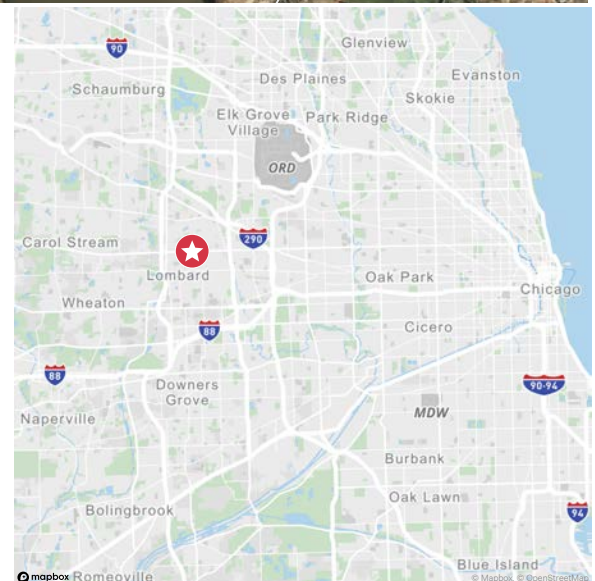 Glenview
90
Des Plaines
Evanston
Schaumburg
Skokie
Elk Grove
Village
Park Ridge
ORD
290
Carol Stream
Lombard
Oak Park
Chicago
Wheaton
Cicero
88
88
90-94
Downers
Grove
MDW
Naperville
Burbank
Oak Lawn
Bolingbrook
94
Blue Island
mapbox
Romeoville
© Mapbox, © OpenStreetMap